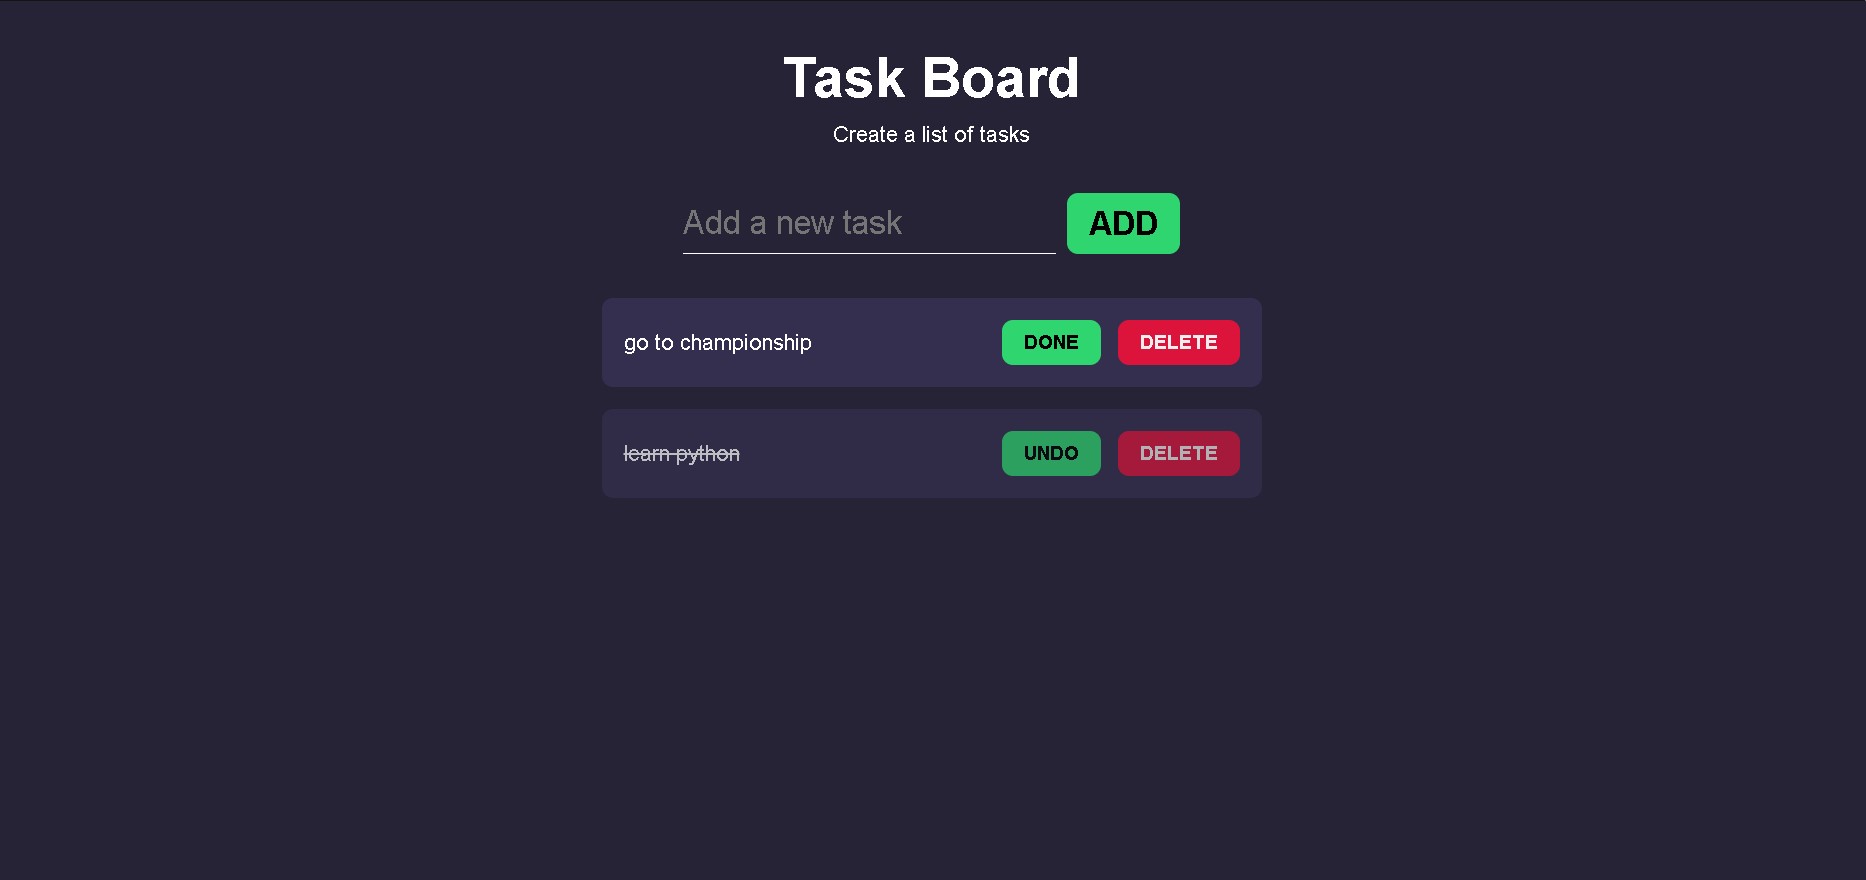 Task Board
Create a list of tasks
Add a new task ADD
go to championship DONE DELETE
learn python UNDO DELETE